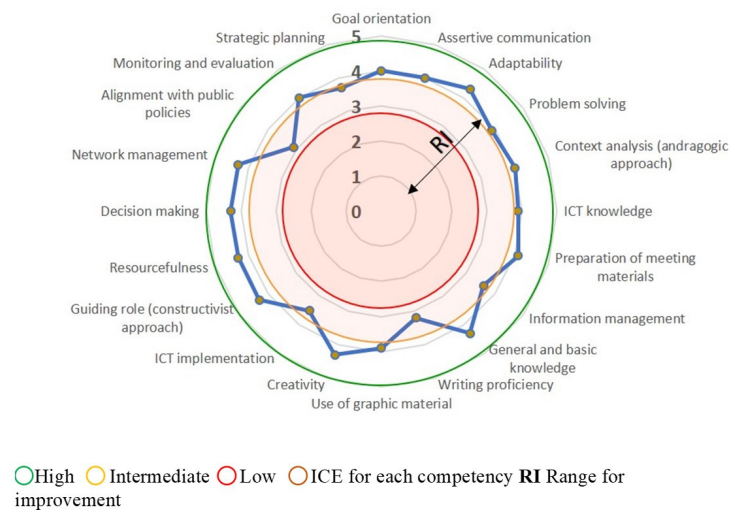 Goal orientation
Strategic planning
Assertive communication
Monitoring and evaluation
Adaptability
Alignment with public
policies
Problem solving
Network management
Context analysis (andragogic
approach)
Decision making
ICT knowledge
Resourcefulness
Preparation of meeting
materials
Guiding role (constructivist
approach)
Information management
ICT implementation
General and basic
knowledge
Creativity
Writing proficiency
Use of graphic material
5
4
3
2
1
0
RI
High Intermediate Low ICE for each competency RI Range for
improvement